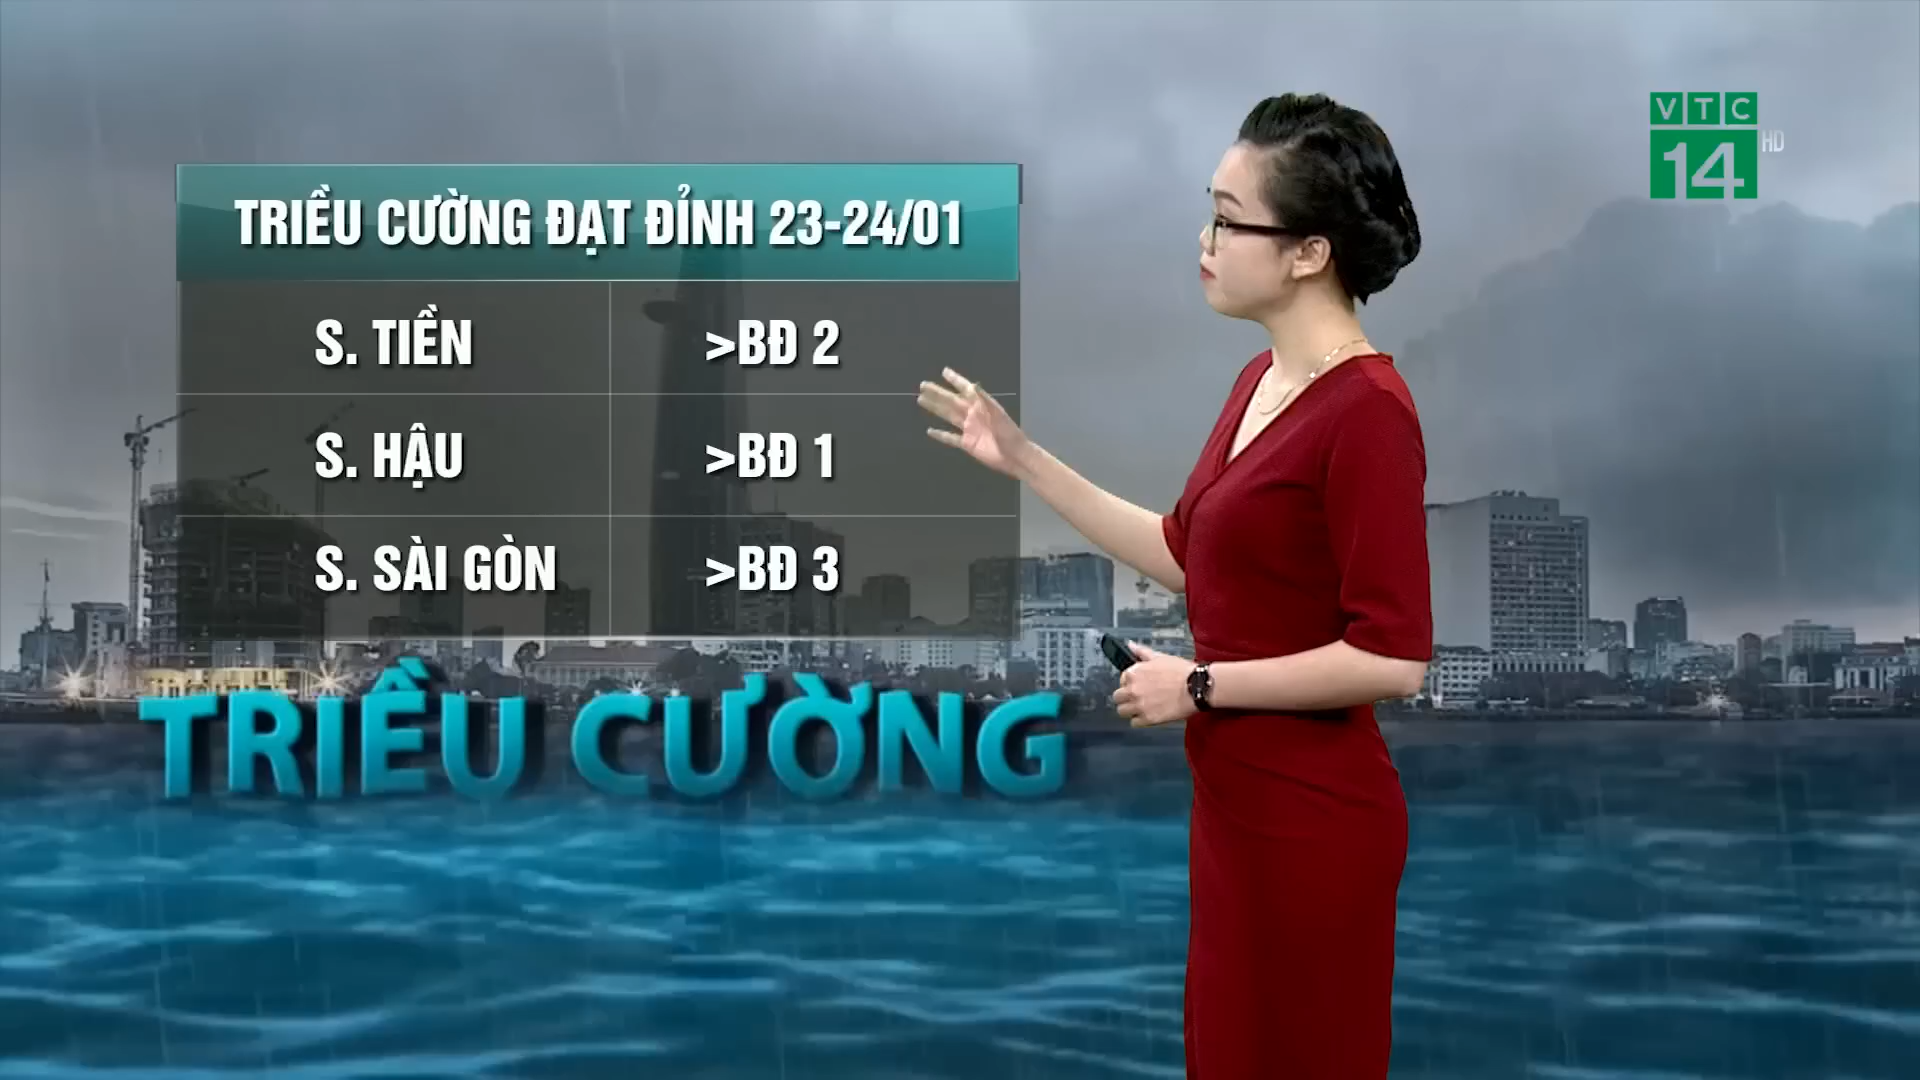 VTC
14 HD
TRIỀU CƯỜNG ĐẠT ĐỈNH 23-24/01
S. TIỀN >BĐ 2
S. HẬU >BĐ 1
S. SÀI GÒN >BĐ 3
TRIỀU CƯỜNG